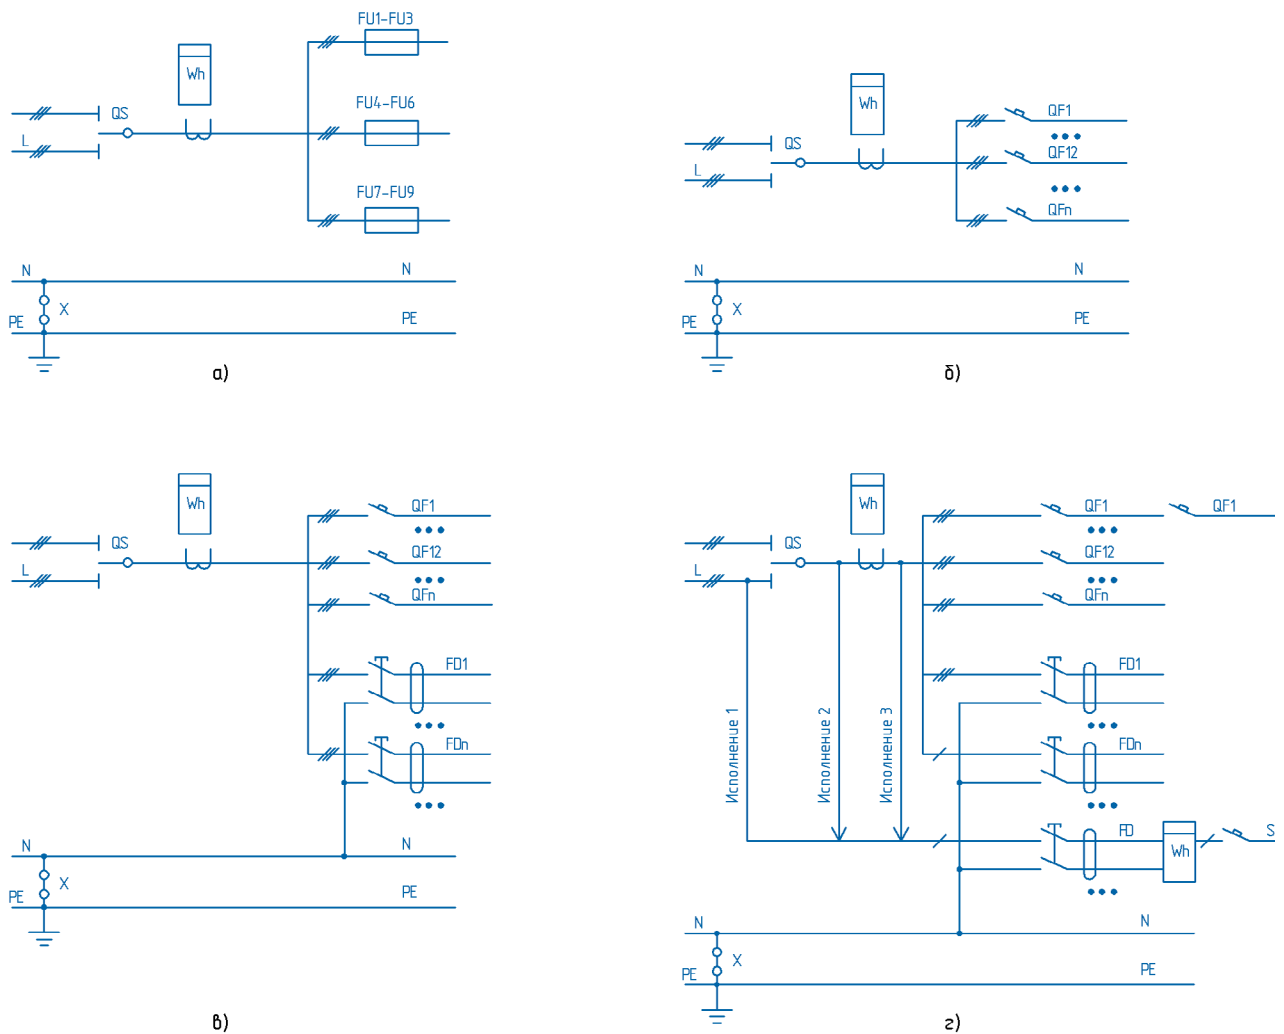 FU1-FU3
Wh
FU4-FU6
QS
L
FU7-FU9
N
N
X
PE
PE
а)
Wh
QF1
QS
QF12
L
QFn
N
N
X
PE
PE
б)
Wh
QF1
QS
QF12
L
QFn
FD1
FDn
N
N
X
PE
PE
в)
Wh
QF1
QF1
QS
QF12
L
QFn
FD1
Исполнение 1
Исполнение 2
Исполнение 3
FDn
FD
S
Wh
N
N
X
PE
PE
г)